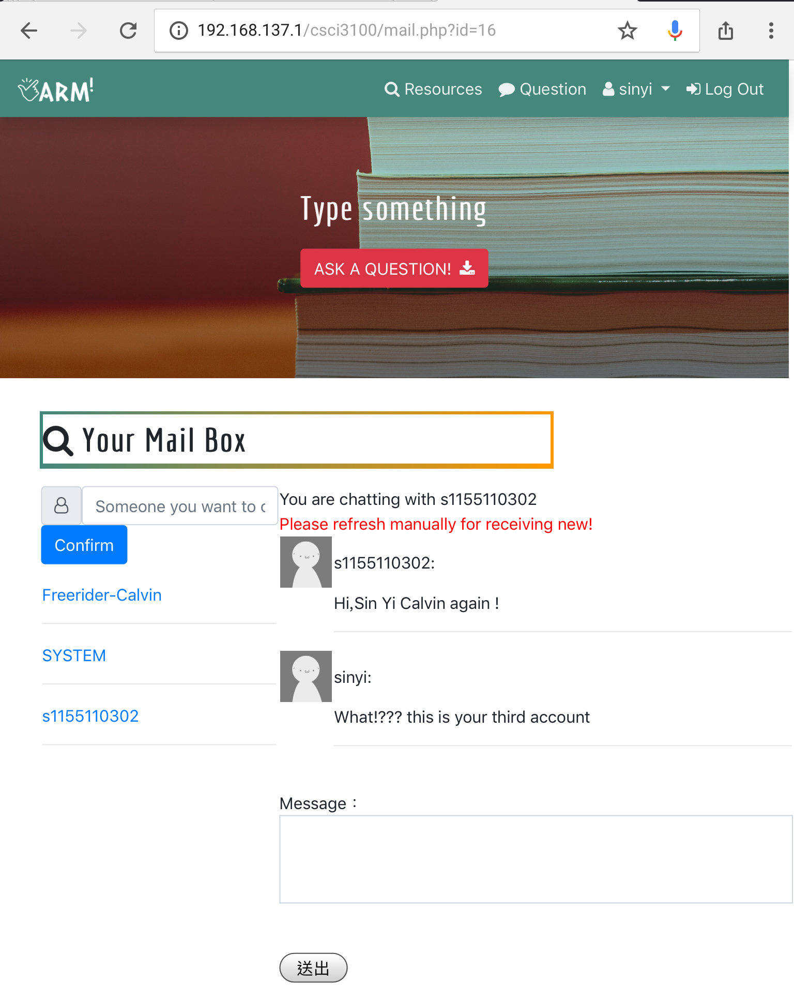 192.168.137.1/csci3100/mail.php?id=16
ARM!
Resources Question sinyi Log Out
Type something
ASK A QUESTION!
Your Mail Box
Someone you want to c
Confirm
Freerider-Calvin
SYSTEM
s1155110302
You are chatting with s1155110302
Please refresh manually for receiving new!
s1155110302:
Hi,Sin Yi Calvin again !
sinyi:
What!??? this is your third account
Message：
送出